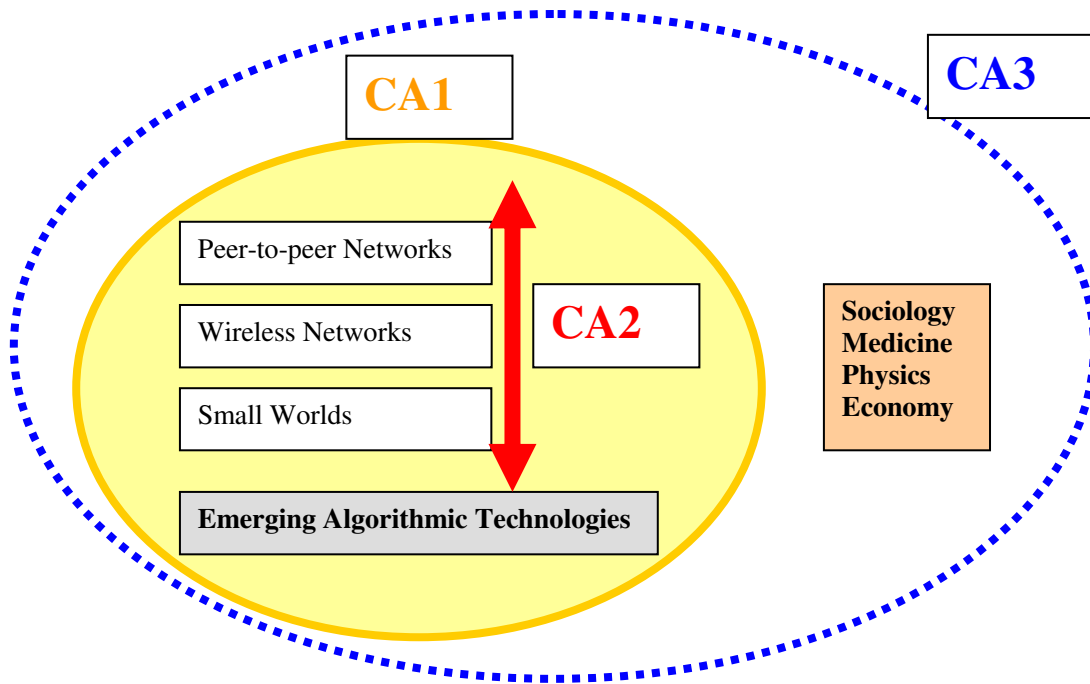 CA1
CA3
Peer-to-peer Networks
Wireless Networks
CA2
Small Worlds
Emerging Algorithmic Technologies
Sociology
Medicine
Physics
Economy